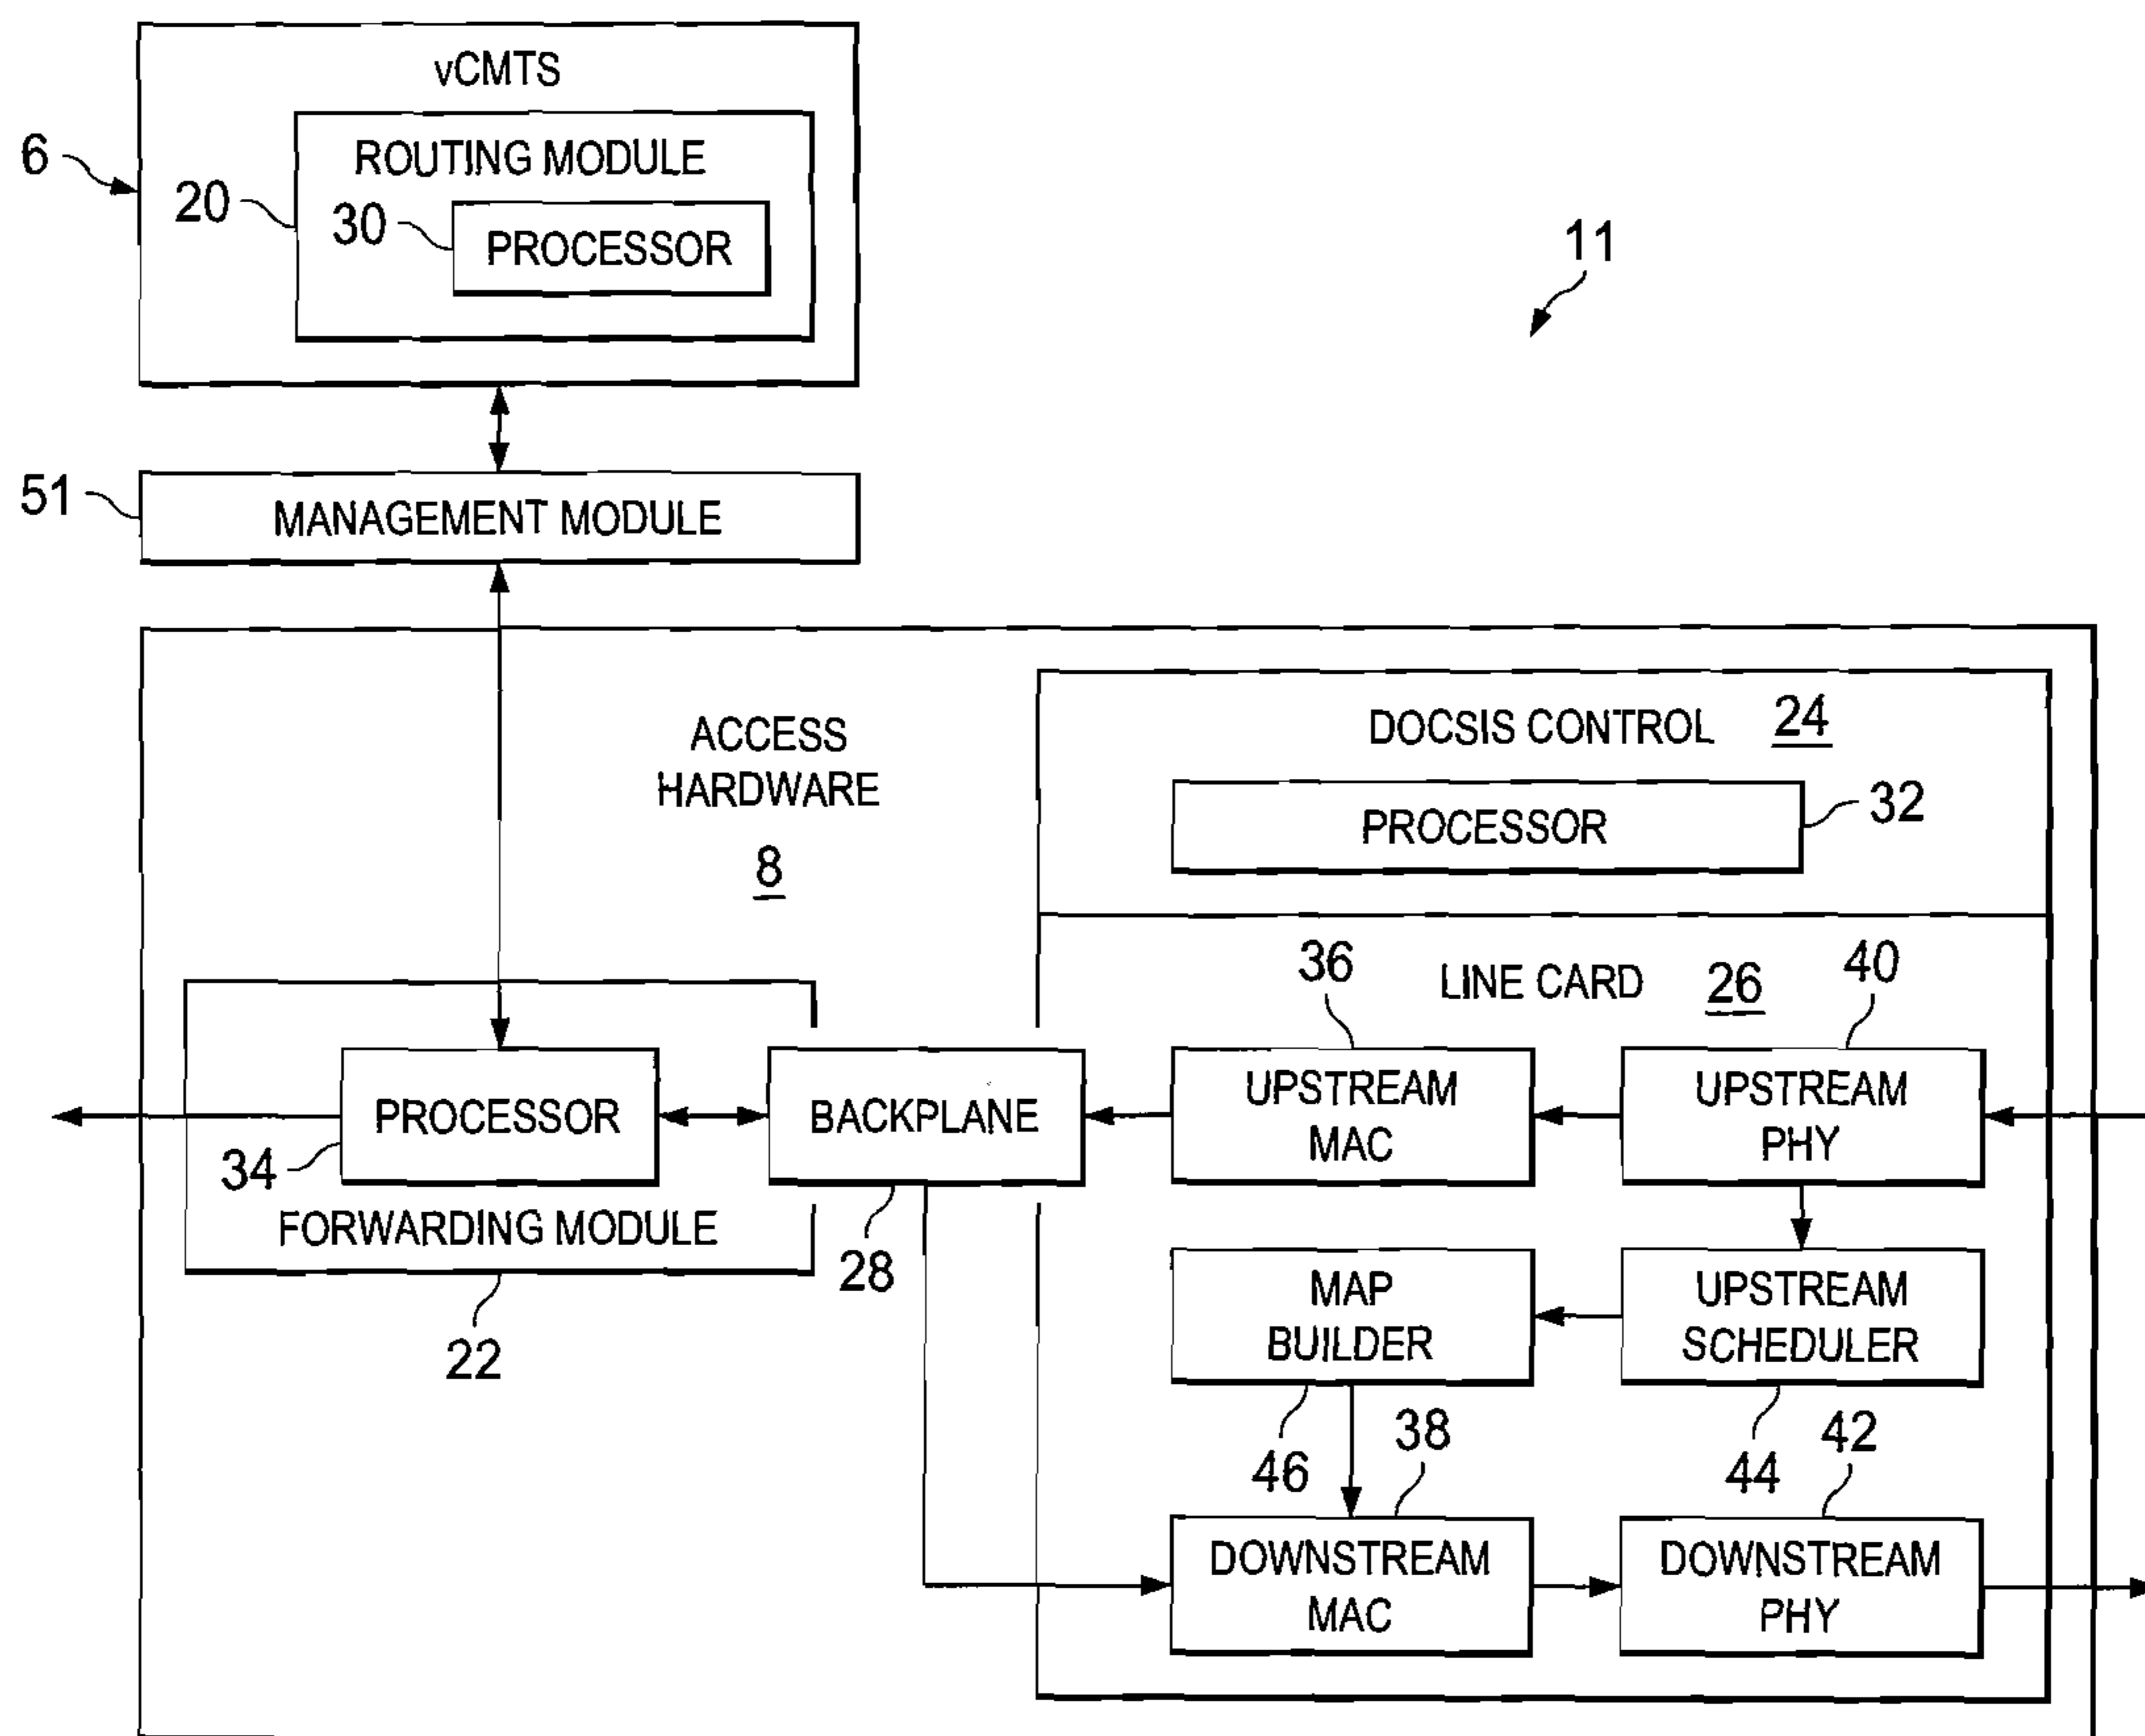 vCMTS
6
ROUTING MODULE
20
30
PROCESSOR
11
51
MANAGEMENT MODULE
ACCESS
HARDWARE
8
DOCSIS CONTROL 24
PROCESSOR
32
36
LINE CARD 26
40
PROCESSOR
34
FORWARDING MODULE
22
BACKPLANE
28
UPSTREAM
MAC
UPSTREAM
PHY
MAP
BUILDER
46
UPSTREAM
SCHEDULER
44
38
42
DOWNSTREAM
MAC
DOWNSTREAM
PHY